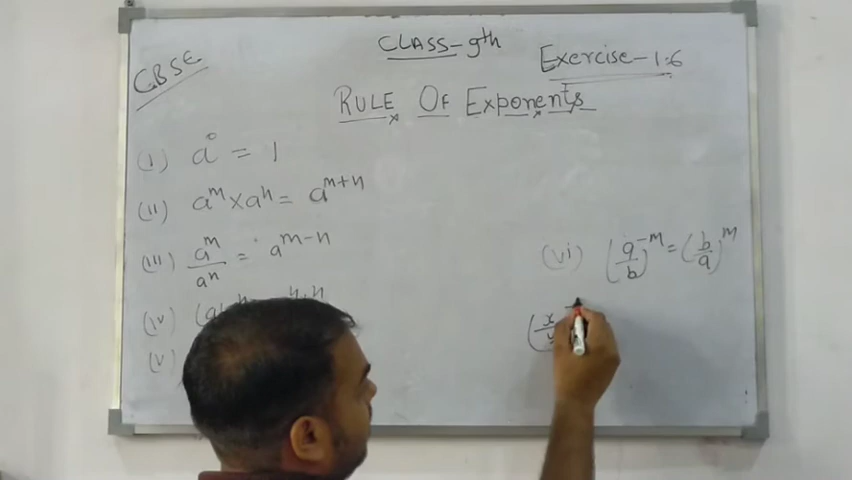 CBSE
CLASS-9th
Exercise-1.6
RULE OF Exponents
(I) a⁰ = 1
(II) aᵐ × aⁿ = aᵐ⁺ⁿ
(III) aᵐ/aⁿ = aᵐ⁻ⁿ
(IV)
(V)
(vi) (a/b)⁻ᵐ = (b/a)ᵐ
(x/y